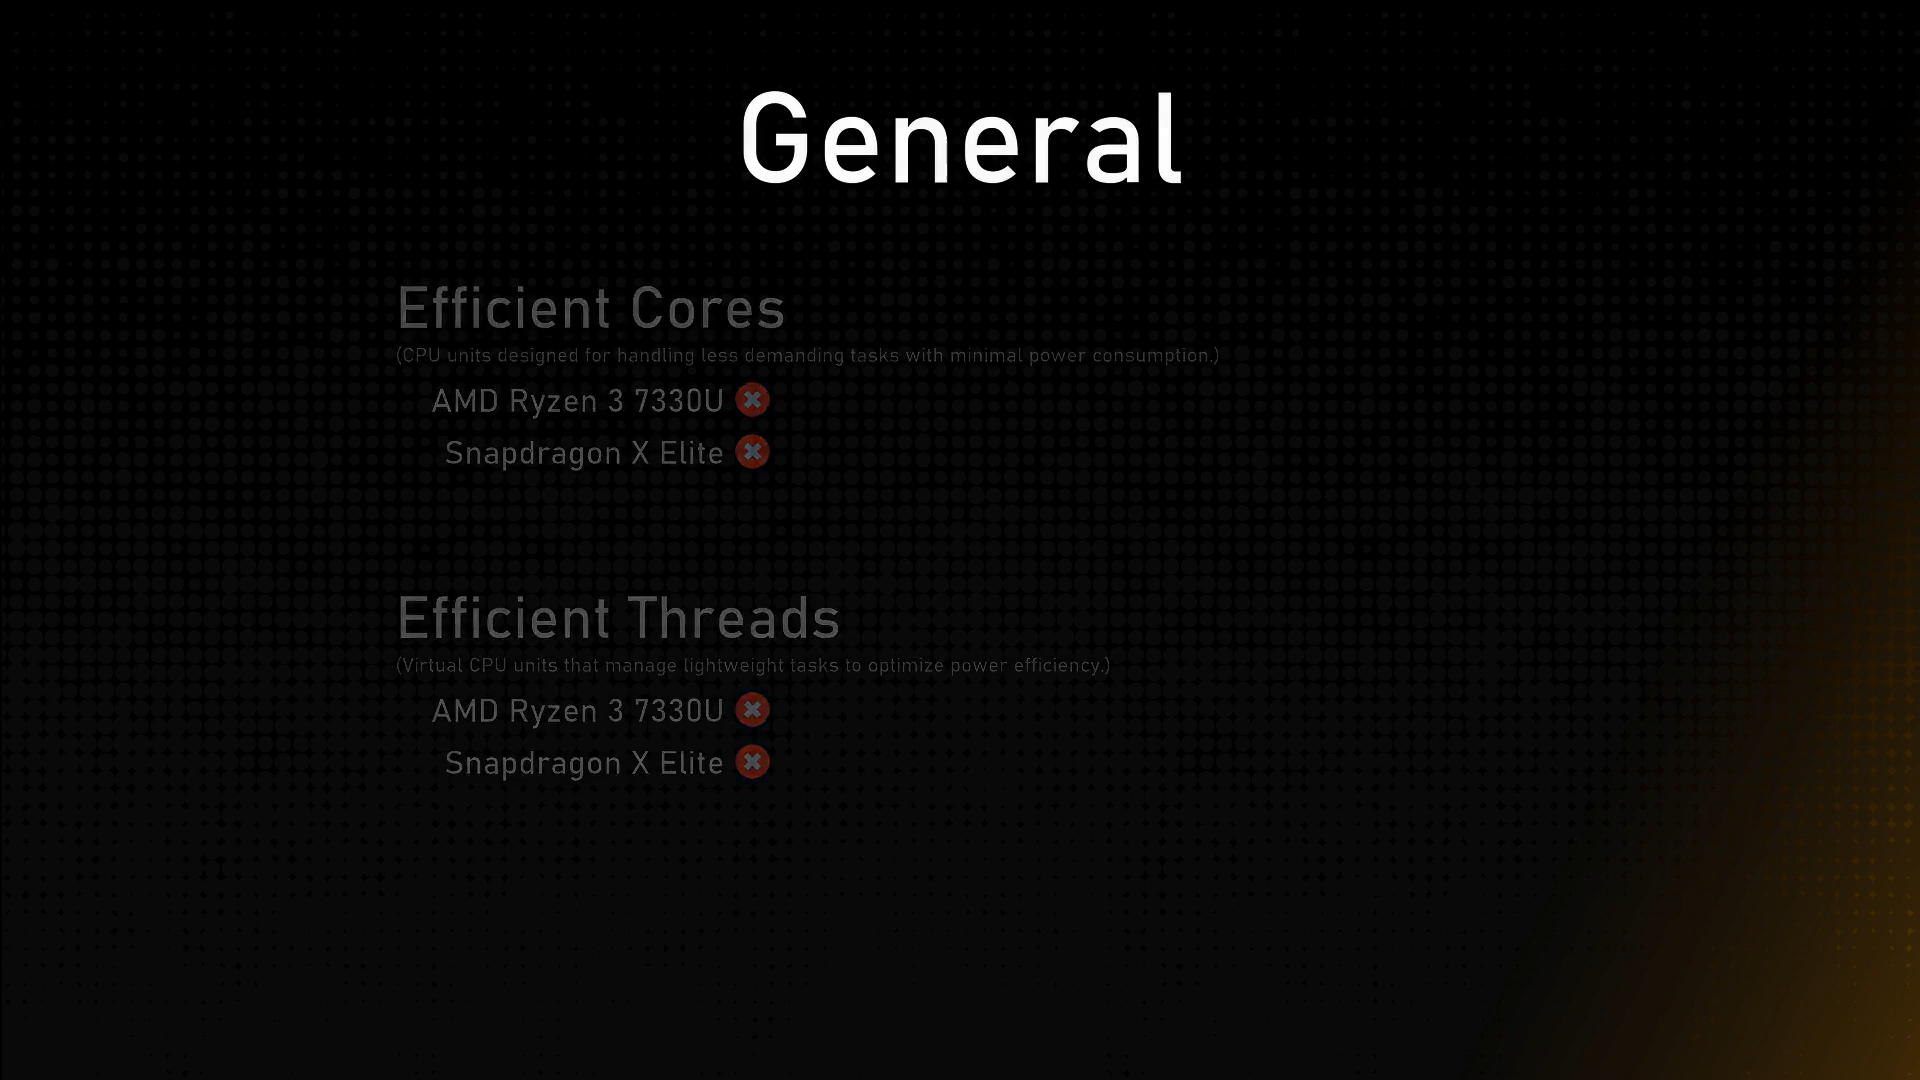 General
Efficient Cores
(CPU units designed for handling less demanding tasks with minimal power consumption.)
AMD Ryzen 3 7330U
Snapdragon X Elite
Efficient Threads
(Virtual CPU units that manage lightweight tasks to optimize power efficiency.)
AMD Ryzen 3 7330U
Snapdragon X Elite